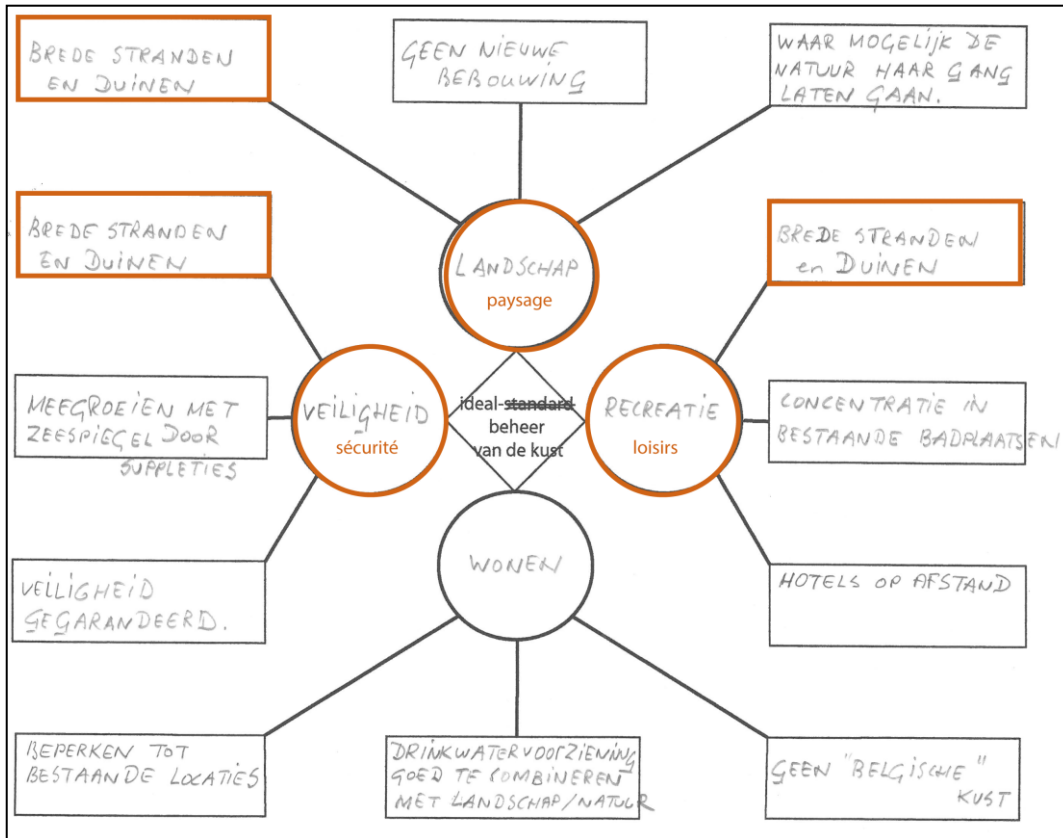 BREDE STRANDEN
EN DUINEN
GEEN NIEUWE
BEBOUWING
WAAR MOGELIJK DE
NATUUR HAAR GANG
LATEN GAAN.
BREDE STRANDEN
EN DUINEN
LANDSCHAP
paysage
BREDE STRANDEN
en DUINEN
MEEGROEIEN MET
ZEESPIEGEL DOOR
SUPPLETIES
VEILIGHEID
sécurité
ideal-standard
beheer
van de kust
RECREATIE
loisirs
CONCENTRATIE IN
BESTAANDE BADPLAATSEN
VEILIGHEID
GEGARANDEERD.
WONEN
HOTELS OP AFSTAND
BEPERKEN TOT
BESTAANDE LOCATIES
DRINKWATERVOORZIENING
GOED TE COMBINEREN
MET LANDSCHAP/NATUUR
GEEN "BELGISCHE"
KUST